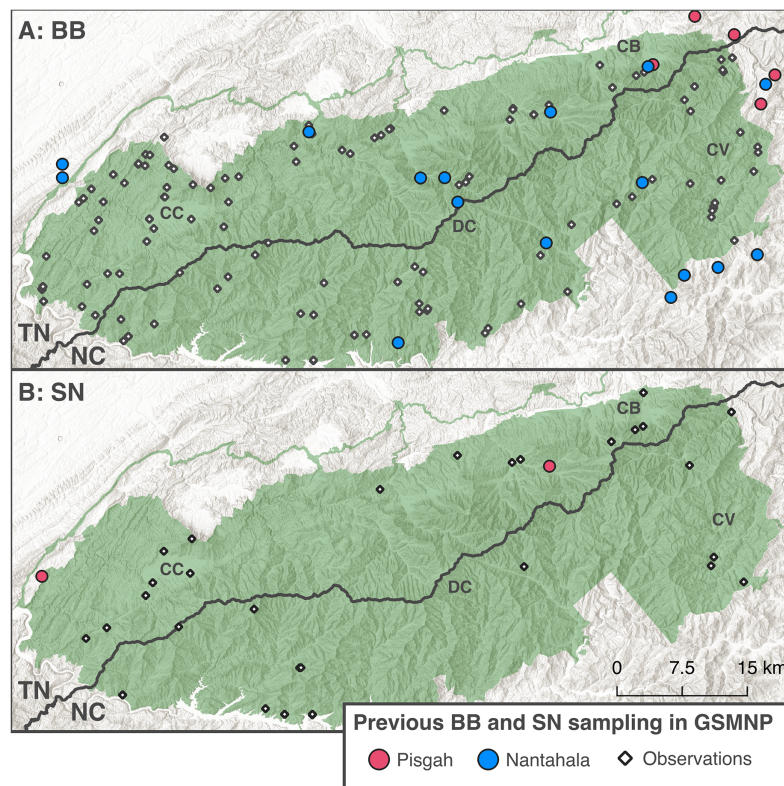 A: BB
CB
CV
CC
DC
TN
NC
B: SN
CB
CV
CC
DC
0 7.5 15 km
TN
NC
Previous BB and SN sampling in GSMNP
Pisgah Nantahala Observations